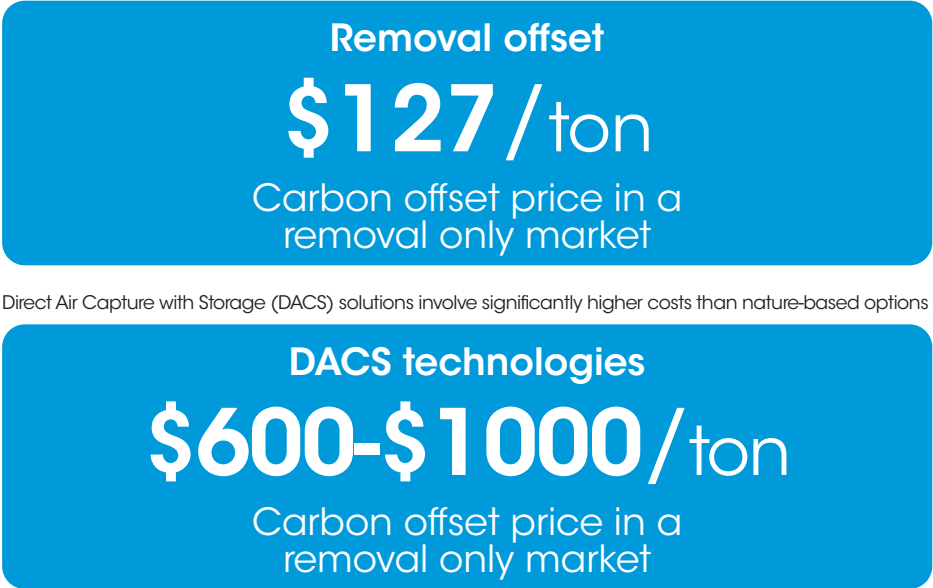 Removal offset
$127/ton
Carbon offset price in a
removal only market
Direct Air Capture with Storage (DACS) solutions involve significantly higher costs than nature-based options
DACS technologies
$600-$1000/ton
Carbon offset price in a
removal only market